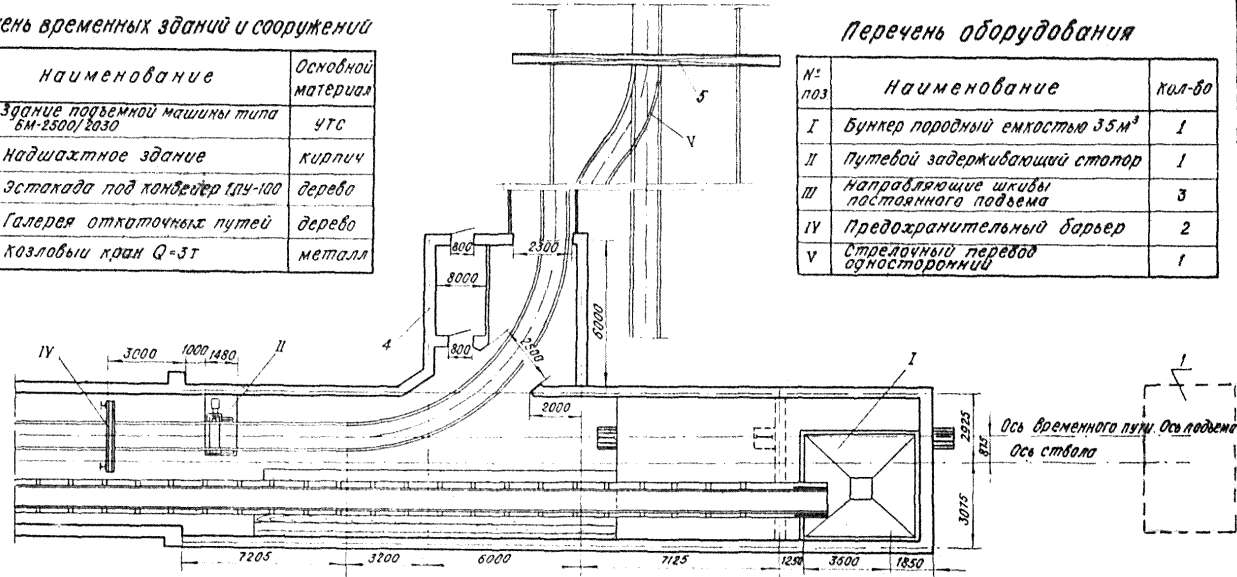 ень временных зданий и сооружений
Наименование
Основной материал
Здание подъемной машины типа
БМ-2500/2030
УТС
Надшахтное здание
кирпич
Эстакада под конвейер 1ЛУ-100
дерево
Галерея откаточных путей
дерево
Козловый кран Q=3т
металл
Перечень оборудования
№ поз
Наименование
Кол-во
I
Бункер породный емкостью 35м³
1
II
Путевой задерживающий стопор
1
III
Направляющие шкивы
постоянного подъема
3
IV
Предохранительный барьер
2
V
Стрелочный перевод
односторонний
1
5
V
800
2300
8000
6000
4
800
2500
IV
3000
1000
1480
II
I
1
2000
2925
875
3075
Ось временного пути. Ось подъема
Ось ствола
7205
3200
6000
7125
1250
3500
1850